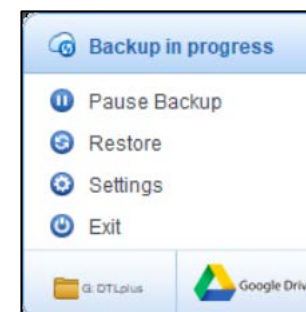 Backup in progress
Pause Backup
Restore
Settings
Exit
G: DTLplus
Google Driv